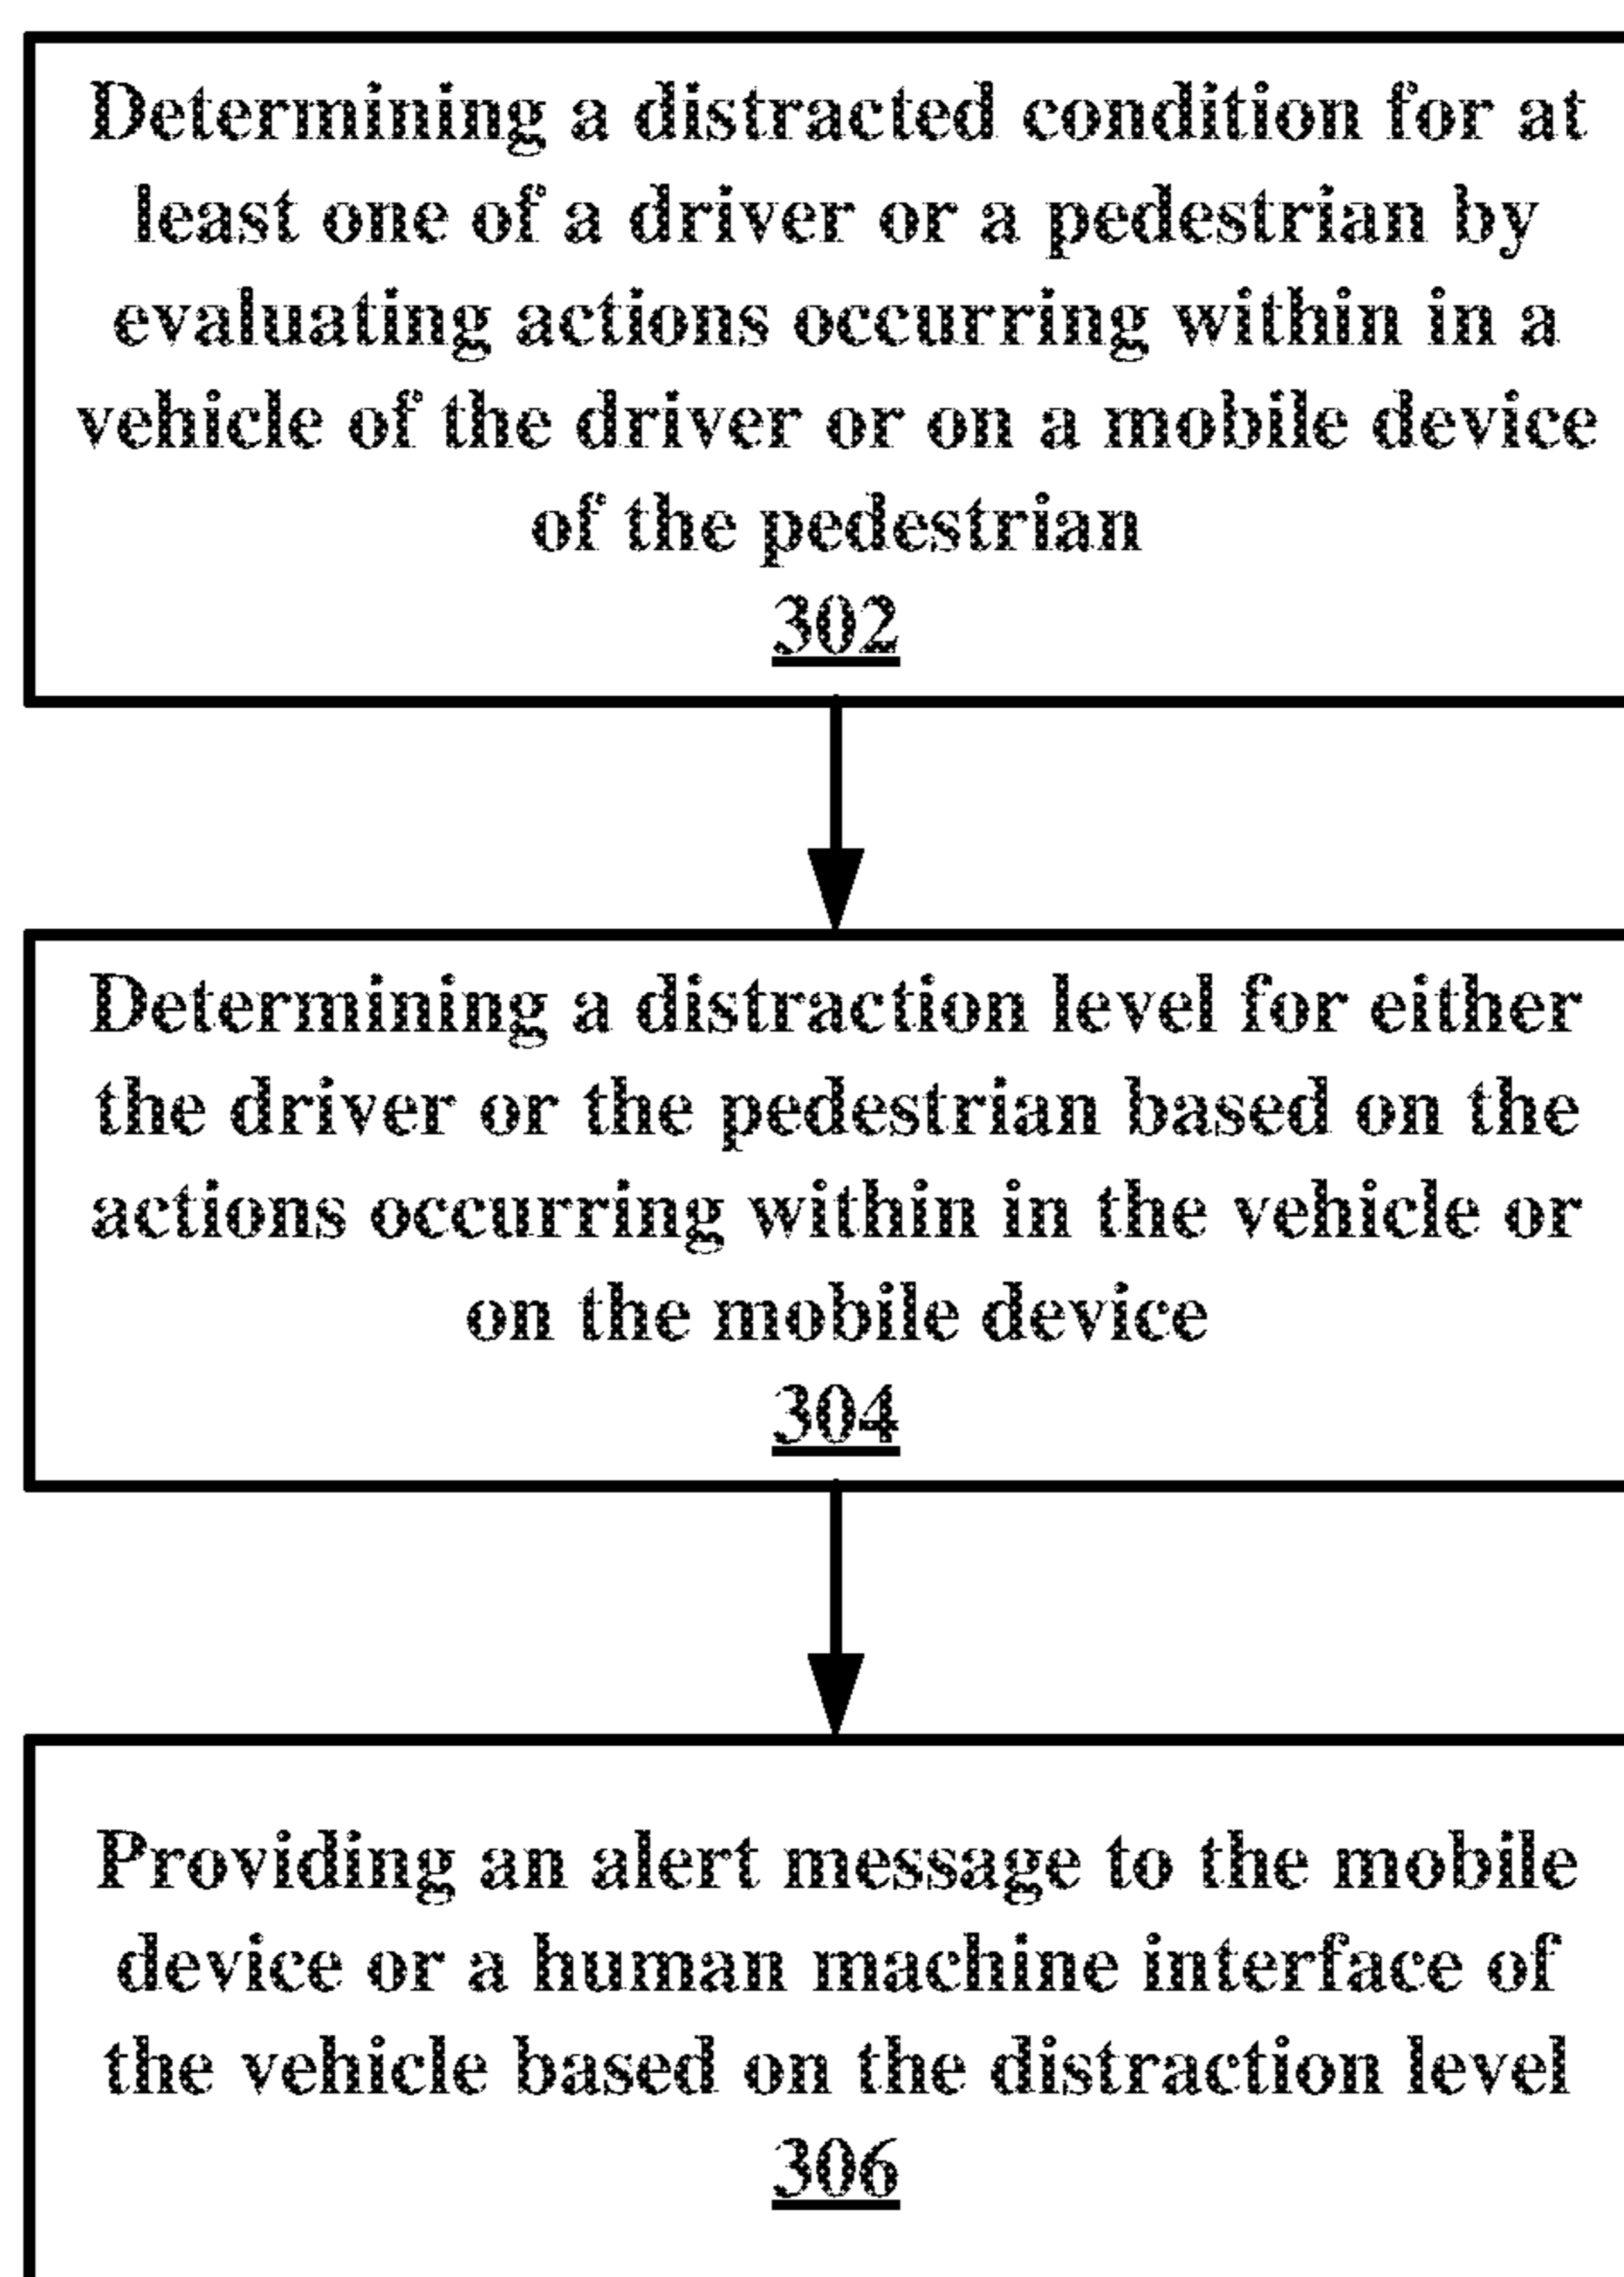 Determining a distracted condition for at
least one of a driver or a pedestrian by
evaluating actions occurring within in a
vehicle of the driver or on a mobile device
of the pedestrian
302
Determining a distraction level for either
the driver or the pedestrian based on the
actions occurring within in the vehicle or
on the mobile device
304
Providing an alert message to the mobile
device or a human machine interface of
the vehicle based on the distraction level
306